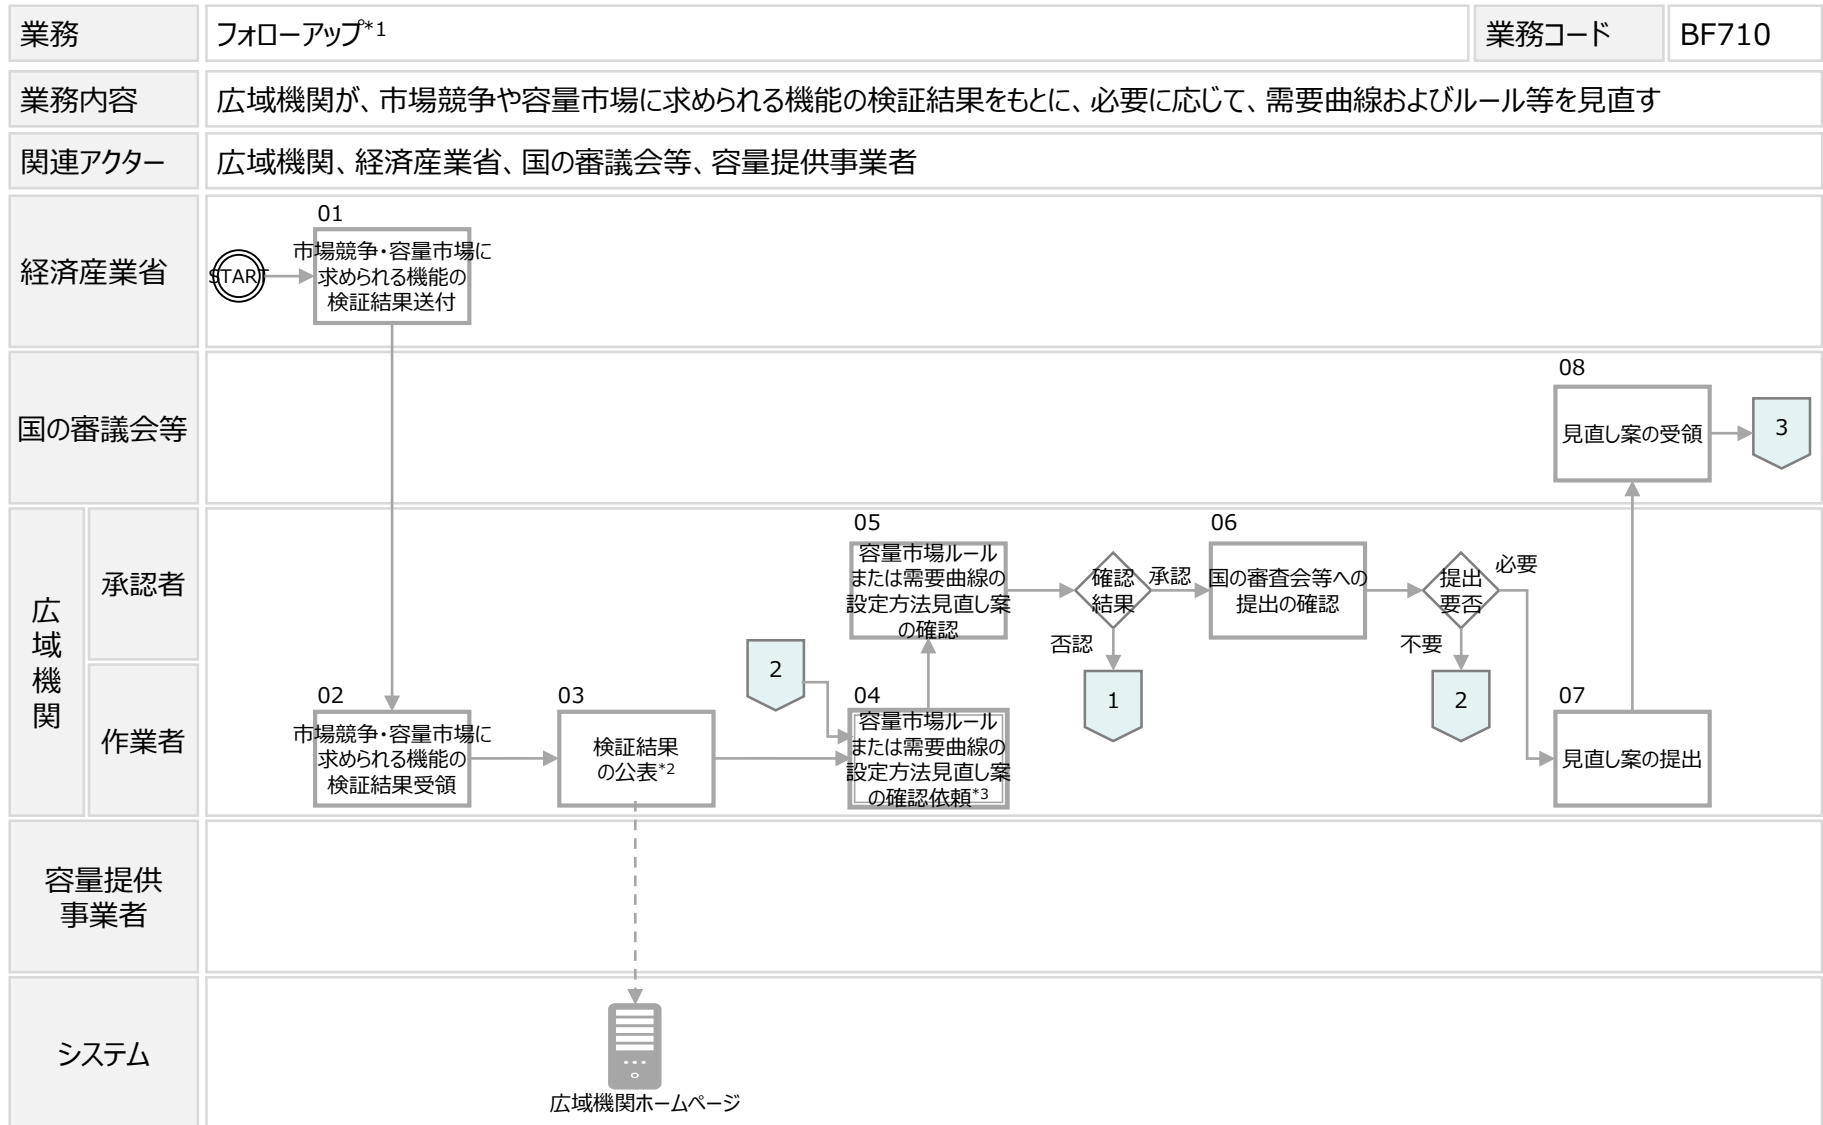 業務
フォローアップ*1
業務コード
BF710
業務内容
広域機関が、市場競争や容量市場に求められる機能の検証結果をもとに、必要に応じて、需要曲線およびルール等を見直す
関連アクター
広域機関、経済産業省、国の審議会等、容量提供事業者
経済産業省
START
01
市場競争・容量市場に
求められる機能の
検証結果送付
国の審議会等
08
見直し案の受領
3
広域機関
承認者
05
容量市場ルール
または需要曲線の
設定方法見直し案
の確認
確認
結果
承認
否認
1
06
国の審査会等への
提出の確認
提出
要否
必要
不要
2
作業者
02
市場競争・容量市場に
求められる機能の
検証結果受領
03
検証結果
の公表*2
2
04
容量市場ルール
または需要曲線の
設定方法見直し案
の確認依頼*3
07
見直し案の提出
容量提供
事業者
システム
広域機関ホームページ